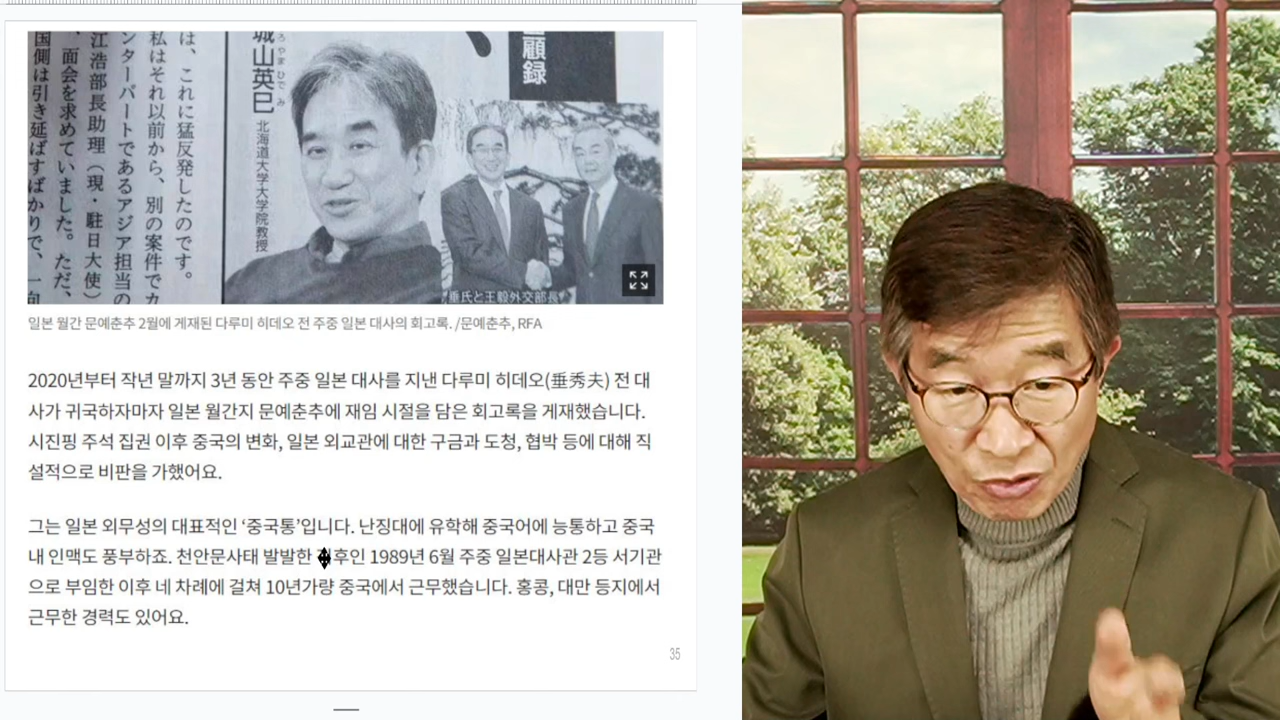 回顧録
城山英巳
ろやまひでみ
北海道大学大学院教授
は、これに猛反発したのです。
私はそれ以前から、別の案件でカ
ンターパートであるアジア担当の
江浩部長助理(現・駐日大使)
、面会を求めていました。ただ、
国側は引き延ばすばかりで、一向
垂氏と王毅外交部長
일본 월간 문예춘추 2월에 게재된 다루미 히데오 전 주중 일본 대사의 회고록. /문예춘추, RFA
2020년부터 작년 말까지 3년 동안 주중 일본 대사를 지낸 다루미 히데오(垂秀夫) 전 대
사가 귀국하자마자 일본 월간지 문예춘추에 재임 시절을 담은 회고록을 게재했습니다.
시진핑 주석 집권 이후 중국의 변화, 일본 외교관에 대한 구금과 도청, 협박 등에 대해 직
설적으로 비판을 가했어요.
그는 일본 외무성의 대표적인 ‘중국통’입니다. 난징대에 유학해 중국어에 능통하고 중국
내 인맥도 풍부하죠. 천안문사태 발발한 후인 1989년 6월 주중 일본대사관 2등 서기관
으로 부임한 이후 네 차례에 걸쳐 10년가량 중국에서 근무했습니다. 홍콩, 대만 등지에서
근무한 경력도 있어요.
35